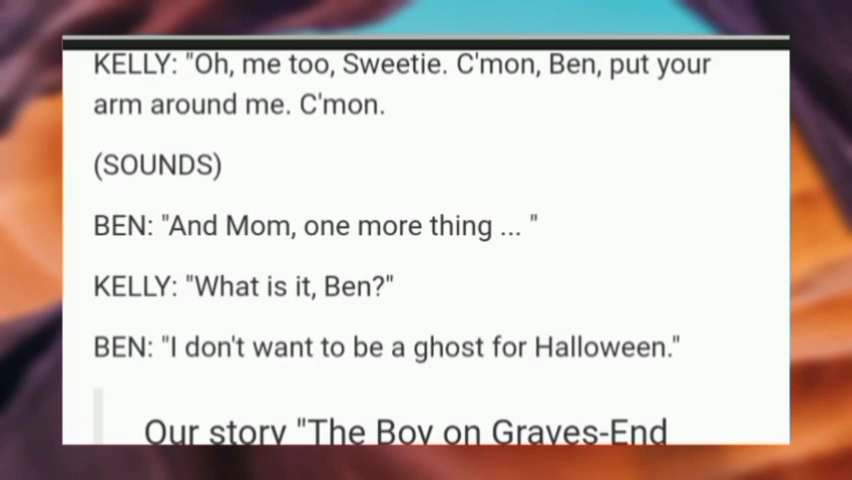 KELLY: "Oh, me too, Sweetie. C'mon, Ben, put your
arm around me. C'mon.
(SOUNDS)
BEN: "And Mom, one more thing ... "
KELLY: "What is it, Ben?"
BEN: "I don't want to be a ghost for Halloween."
Our story "The Boy on Graves-End